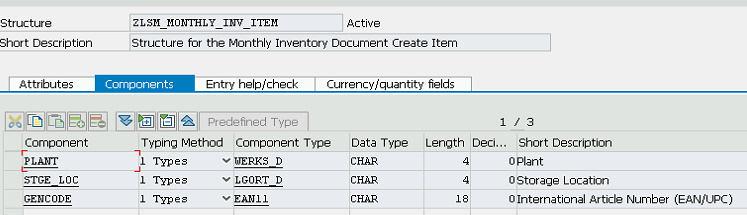 Structure ZLSM_MONTHLY_INV_ITEM Active
Short Description Structure for the Monthly Inventory Document Create Item
Attributes Components Entry help/check Currency/quantity fields
Predefined Type 1 / 3
Component Typing Method Component Type Data Type Length Deci... Short Description
PLANT 1 Types WERKS_D CHAR 4 0 Plant
STGE_LOC 1 Types LGORT_D CHAR 4 0 Storage Location
GENCODE 1 Types EAN11 CHAR 18 0 International Article Number (EAN/UPC)